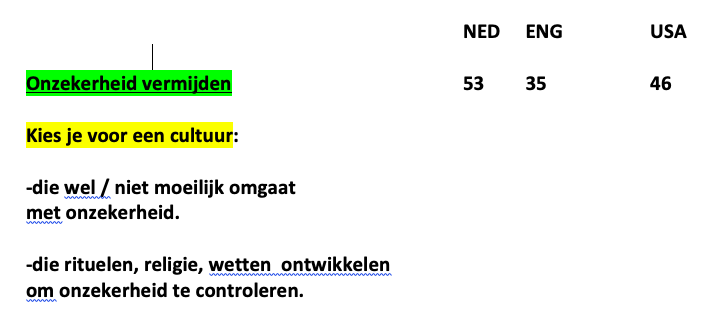 NED ENG USA
Onzekerheid vermijden 53 35 46
Kies je voor een cultuur:
-die wel / niet moeilijk omgaat
met onzekerheid.
-die rituelen, religie, wetten  ontwikkelen
om onzekerheid te controleren.